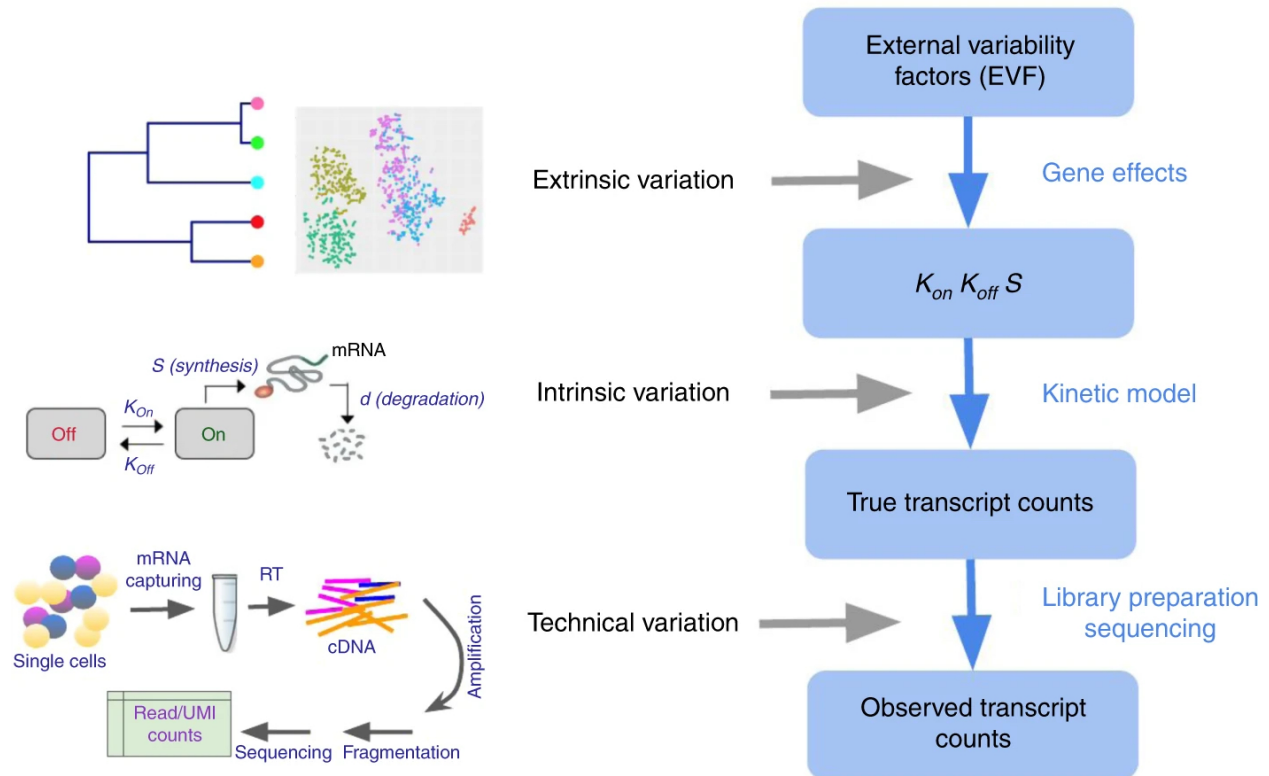 External variability
factors (EVF)
Extrinsic variation
Gene effects
Kon Koff S
S (synthesis)
mRNA
d (degradation)
KOn
Off
On
KOff
Intrinsic variation
Kinetic model
True transcript counts
mRNA
capturing
RT
Single cells
cDNA
Amplification
Read/UMI
counts
Sequencing
Fragmentation
Technical variation
Library preparation
sequencing
Observed transcript
counts